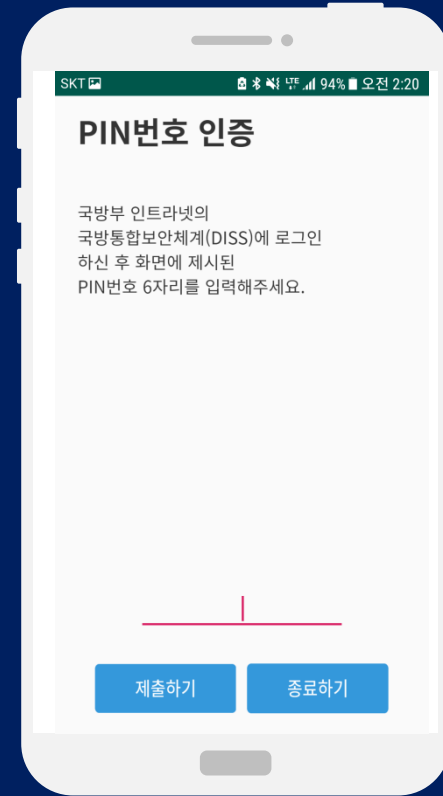 SKT LTE 94% 오전 2:20
PIN번호 인증
국방부 인트라넷의
국방통합보안체계(DISS)에 로그인
하신 후 화면에 제시된
PIN번호 6자리를 입력해주세요.
제출하기 종료하기